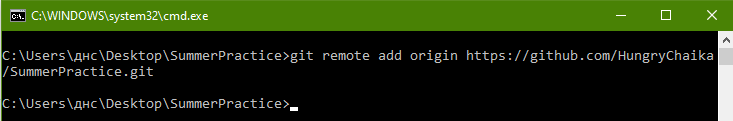 C:\WINDOWS\system32\cmd.exe
C:\Users\днс\Desktop\SummerPractice>git remote add origin https://github.com/HungryChaika
/SummerPractice.git
C:\Users\днс\Desktop\SummerPractice>